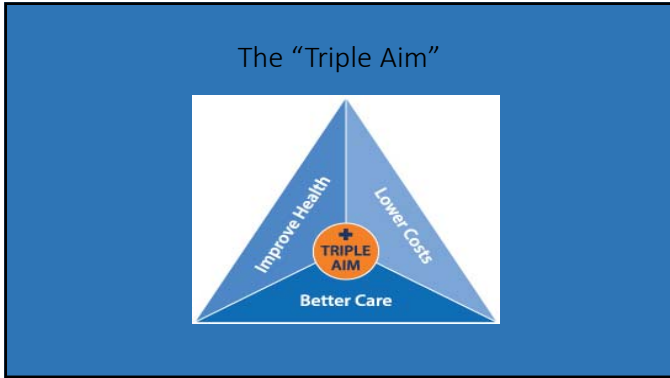 The “Triple Aim”
Improve Health
Lower Costs
TRIPLE
AIM
Better Care